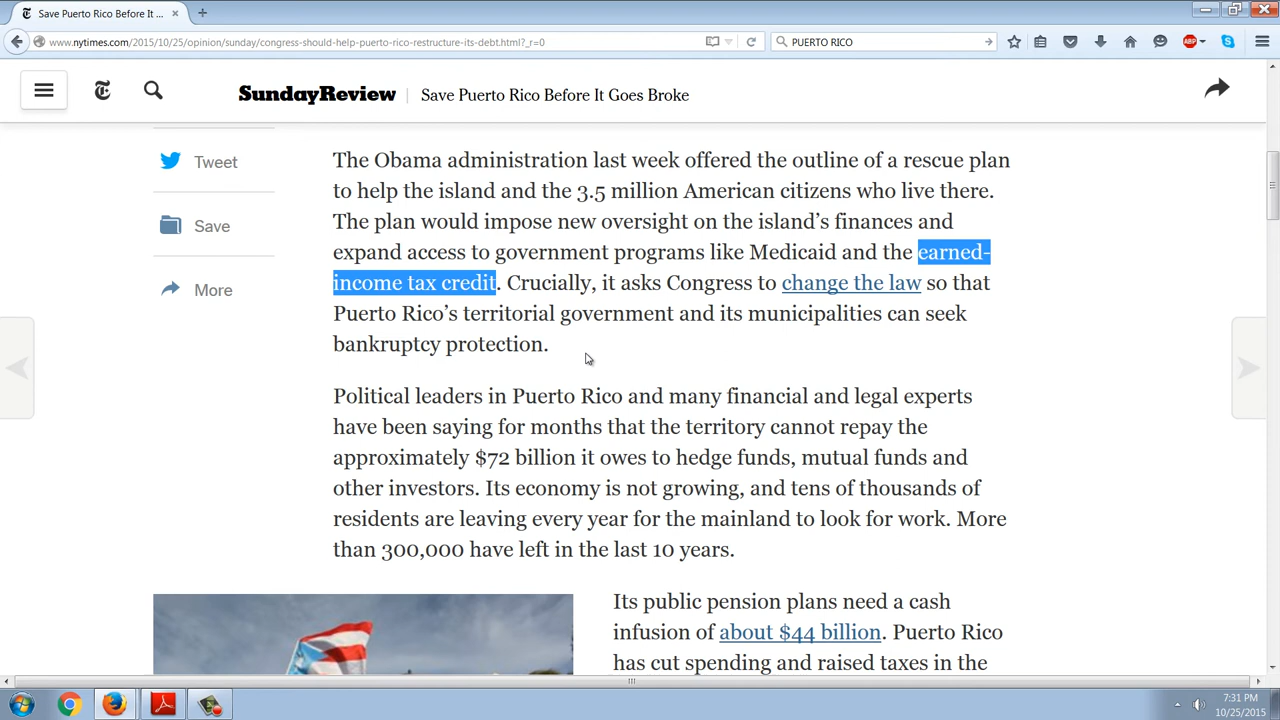 Save Puerto Rico Before It ...
www.nytimes.com/2015/10/25/opinion/sunday/congress-should-help-puerto-rico-restructure-its-debt.html?_r=0
PUERTO RICO
ABP
SundayReview | Save Puerto Rico Before It Goes Broke
Tweet
Save
More
The Obama administration last week offered the outline of a rescue plan
to help the island and the 3.5 million American citizens who live there.
The plan would impose new oversight on the island’s finances and
expand access to government programs like Medicaid and the earned-
income tax credit. Crucially, it asks Congress to change the law so that
Puerto Rico’s territorial government and its municipalities can seek
bankruptcy protection.
Political leaders in Puerto Rico and many financial and legal experts
have been saying for months that the territory cannot repay the
approximately $72 billion it owes to hedge funds, mutual funds and
other investors. Its economy is not growing, and tens of thousands of
residents are leaving every year for the mainland to look for work. More
than 300,000 have left in the last 10 years.
Its public pension plans need a cash
infusion of about $44 billion. Puerto Rico
has cut spending and raised taxes in the
7:31 PM
10/25/2015